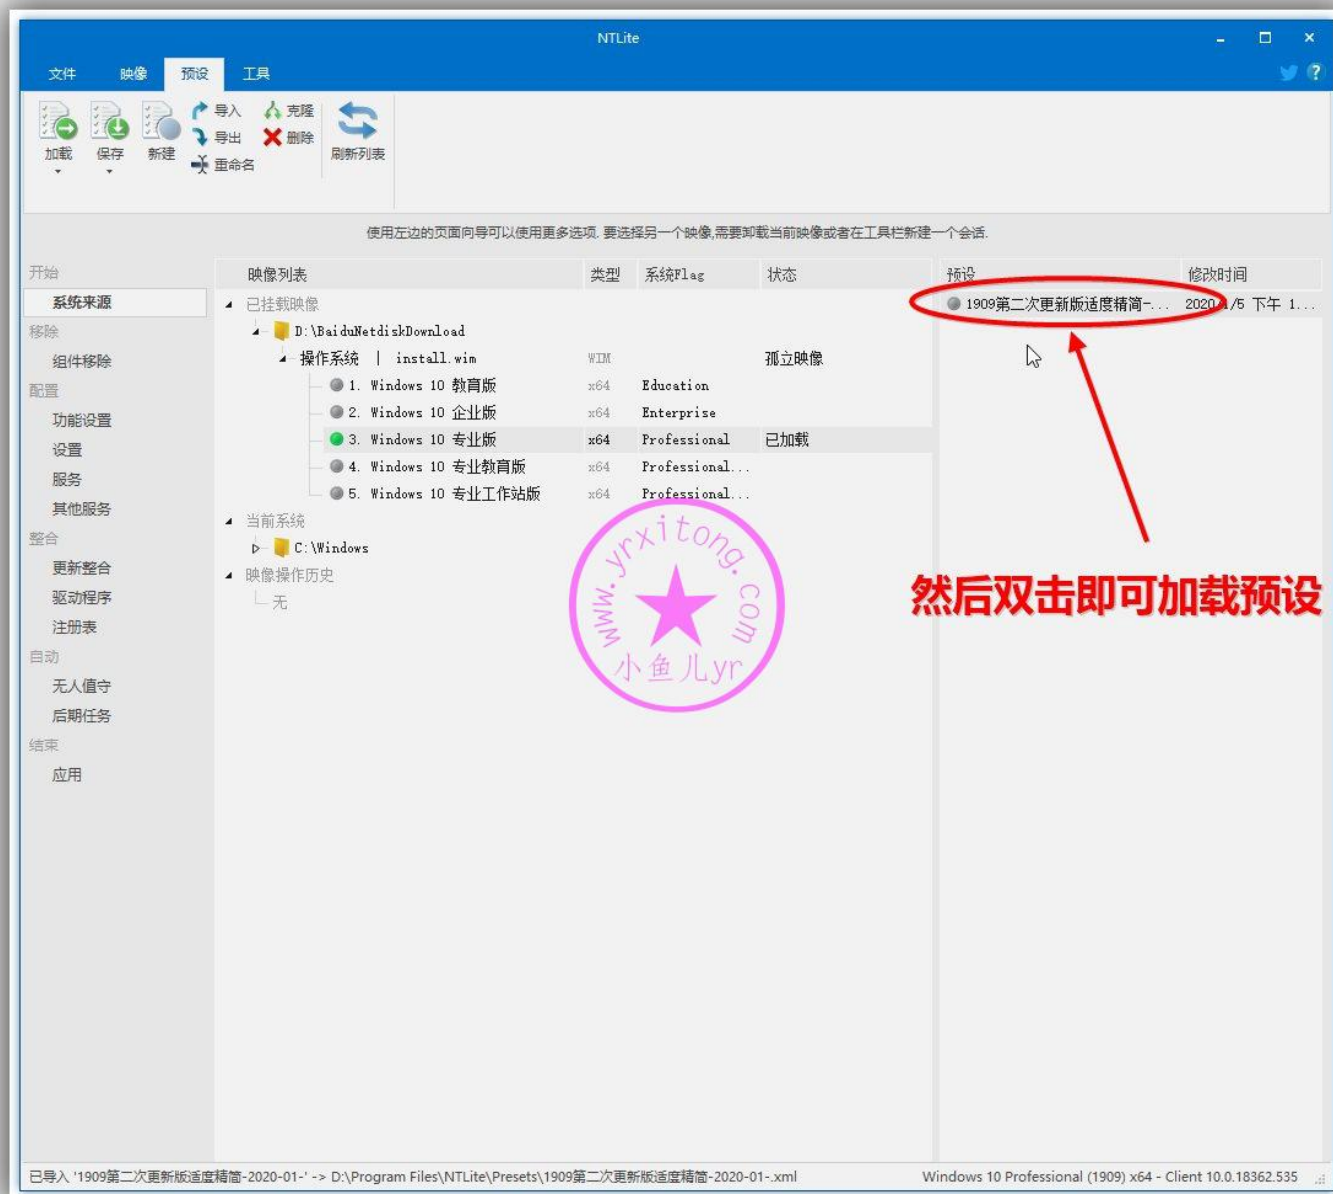 NTLite
文件 映像 预设 工具
加载 保存 新建 导入 导出 重命名 克隆 删除 刷新列表
使用左边的页面向导可以使用更多选项. 要选择另一个映像,需要卸载当前映像或者在工具栏新建一个会话.
开始
系统来源
移除
组件移除
配置
功能设置
设置
服务
其他服务
整合
更新整合
驱动程序
注册表
自动
无人值守
后期任务
结束
应用
映像列表 类型 系统Flag 状态
已挂载映像
D:\BaiduNetdiskDownload
操作系统 | install.wim WIM 孤立映像
1. Windows 10 教育版 x64 Education
2. Windows 10 企业版 x64 Enterprise
3. Windows 10 专业版 x64 Professional 已加载
4. Windows 10 专业教育版 x64 Professional...
5. Windows 10 专业工作站版 x64 Professional...
当前系统
C:\Windows
映像操作历史
无
预设 修改时间
1909第二次更新版适度精简-... 2020/1/5 下午 1...
然后双击即可加载预设
www.yrxitong.com
小鱼儿yr
已导入 '1909第二次更新版适度精简-2020-01-' -> D:\Program Files\NTLite\Presets\1909第二次更新版适度精简-2020-01-.xml
Windows 10 Professional (1909) x64 - Client 10.0.18362.535